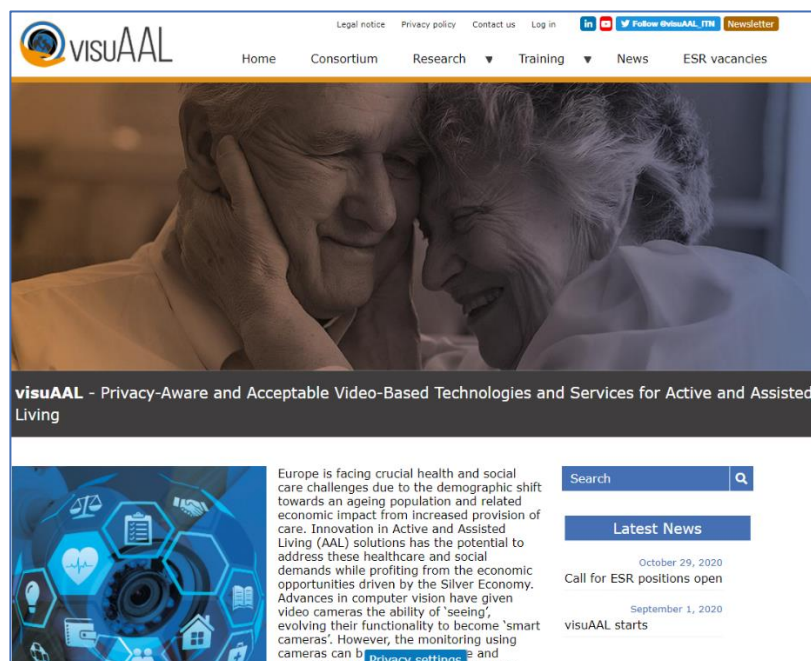 Legal notice Privacy policy Contact us Log in in Follow @visuAAL_ITN Newsletter
visuAAL
Home Consortium Research ▼ Training ▼ News ESR vacancies
visuAAL - Privacy-Aware and Acceptable Video-Based Technologies and Services for Active and Assisted
Living
Europe is facing crucial health and social
care challenges due to the demographic shift
towards an ageing population and related
economic impact from increased provision of
care. Innovation in Active and Assisted
Living (AAL) solutions has the potential to
address these healthcare and social
demands while profiting from the economic
opportunities driven by the Silver Economy.
Advances in computer vision have given
video cameras the ability of ‘seeing’,
evolving their functionality to become ‘smart
cameras’. However, the monitoring using
cameras can b e and
Privacy settings
Search
Latest News
October 29, 2020
Call for ESR positions open
September 1, 2020
visuAAL starts